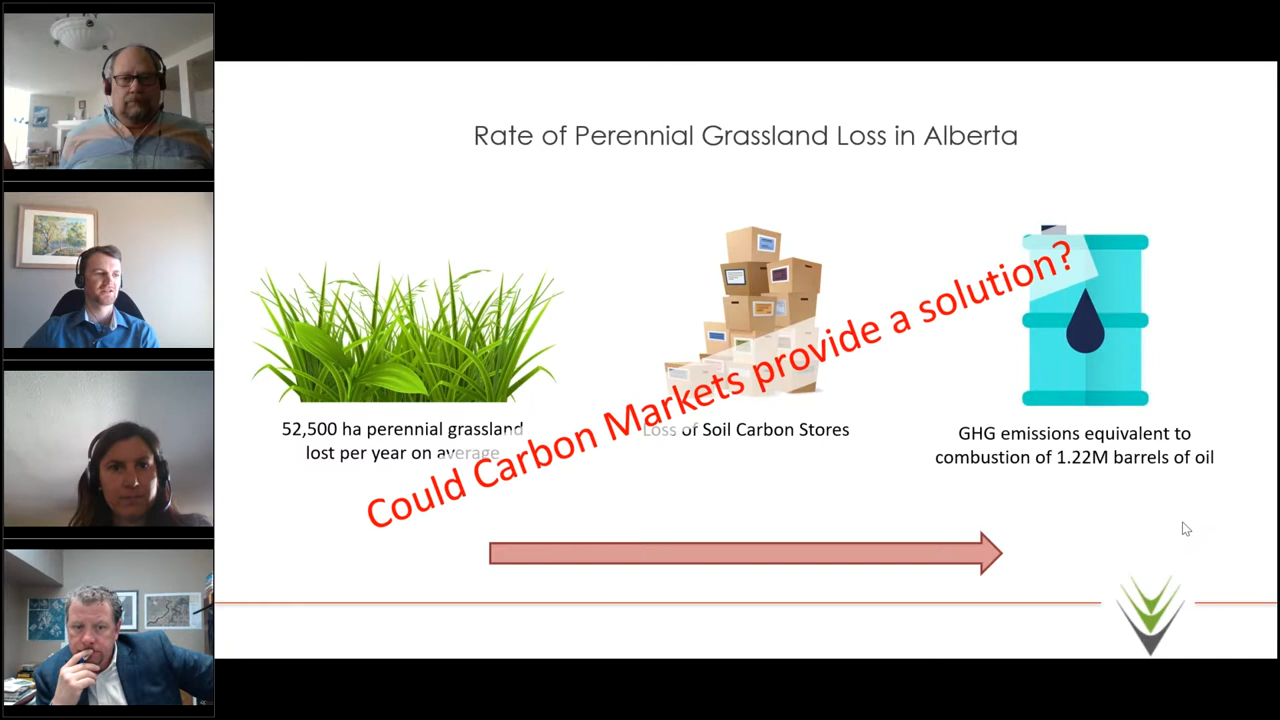 Rate of Perennial Grassland Loss in Alberta
Could Carbon Markets provide a solution?
52,500 ha perennial grassland
lost per year on average
Loss of Soil Carbon Stores
GHG emissions equivalent to
combustion of 1.22M barrels of oil